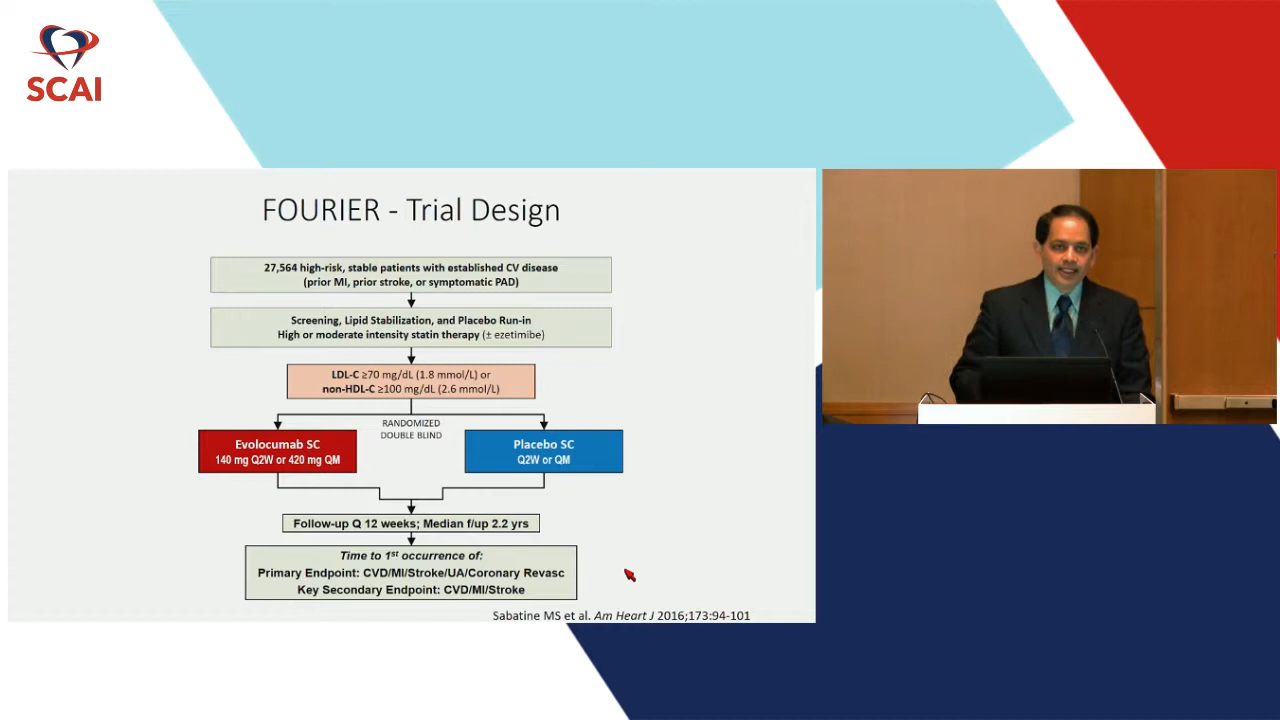 SCAI
FOURIER - Trial Design
27,564 high-risk, stable patients with established CV disease
(prior MI, prior stroke, or symptomatic PAD)
Screening, Lipid Stabilization, and Placebo Run-in
High or moderate intensity statin therapy (± ezetimibe)
LDL-C ≥70 mg/dL (1.8 mmol/L) or
non-HDL-C ≥100 mg/dL (2.6 mmol/L)
RANDOMIZED
DOUBLE BLIND
Evolocumab SC
140 mg Q2W or 420 mg QM
Placebo SC
Q2W or QM
Follow-up Q 12 weeks; Median f/up 2.2 yrs
Time to 1st occurrence of:
Primary Endpoint: CVD/MI/Stroke/UA/Coronary Revasc
Key Secondary Endpoint: CVD/MI/Stroke
Sabatine MS et al. Am Heart J 2016;173:94-101